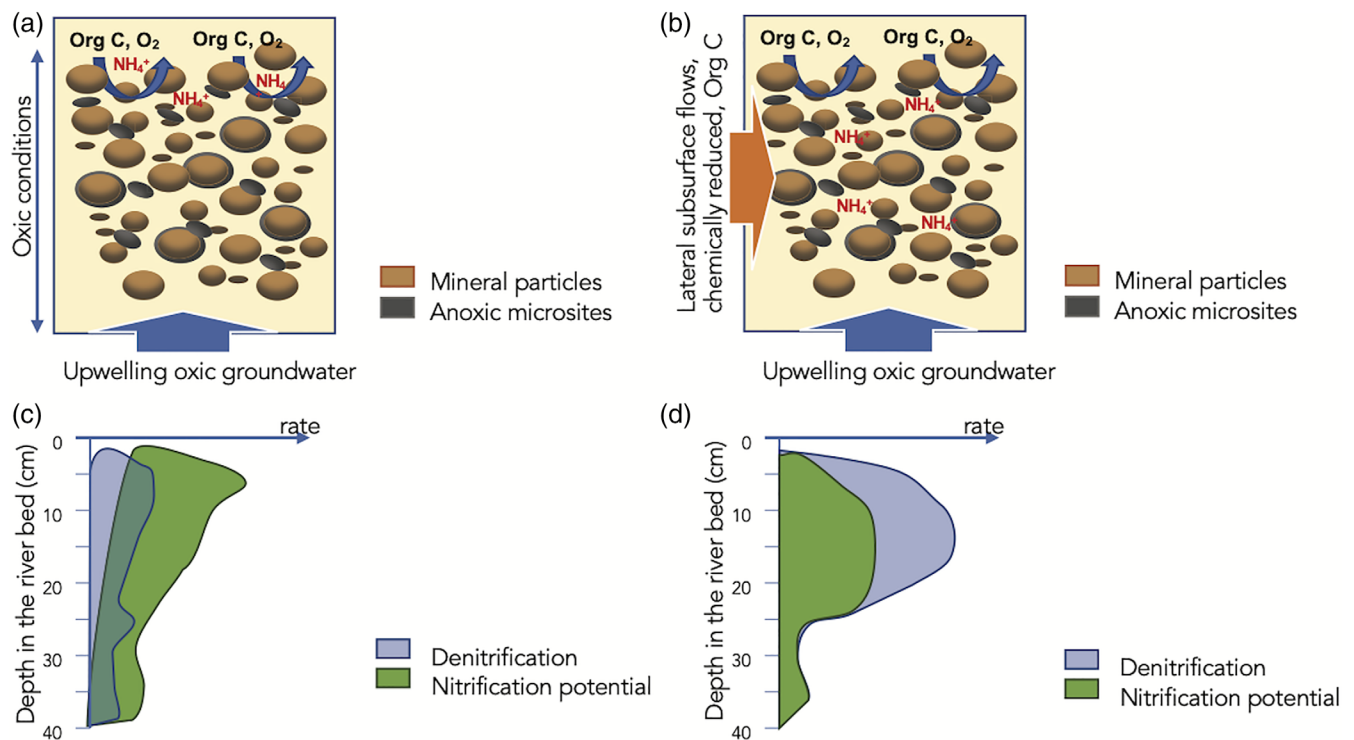 (a)
Org C, O₂
Org C, O₂
NH₄⁺
NH₄
NH₄⁺
Oxic conditions
Mineral particles
Anoxic microsites
Upwelling oxic groundwater
(b)
Org C, O₂
Org C, O₂
NH₄⁺
NH₄⁺
NH₄⁺
NH₄⁺
Lateral subsurface flows,
chemically reduced, Org C
Mineral particles
Anoxic microsites
Upwelling oxic groundwater
(c)
rate
0
10
20
30
40
Depth in the river bed (cm)
Denitrification
Nitrification potential
(d)
rate
0
10
20
30
40
Depth in the river bed (cm)
Denitrification
Nitrification potential